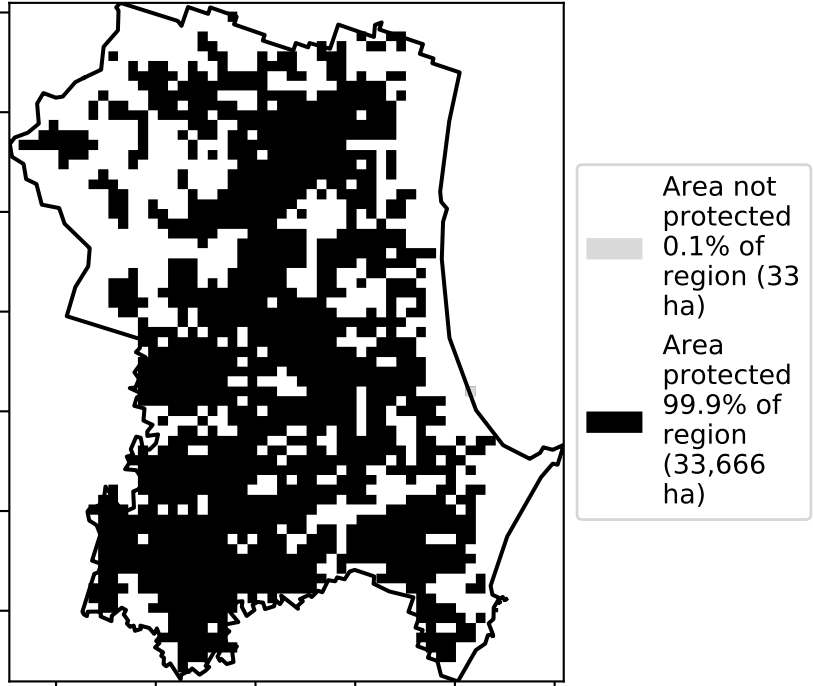 Area not
protected
0.1% of
region (33
ha)
Area
protected
99.9% of
region
(33,666
ha)